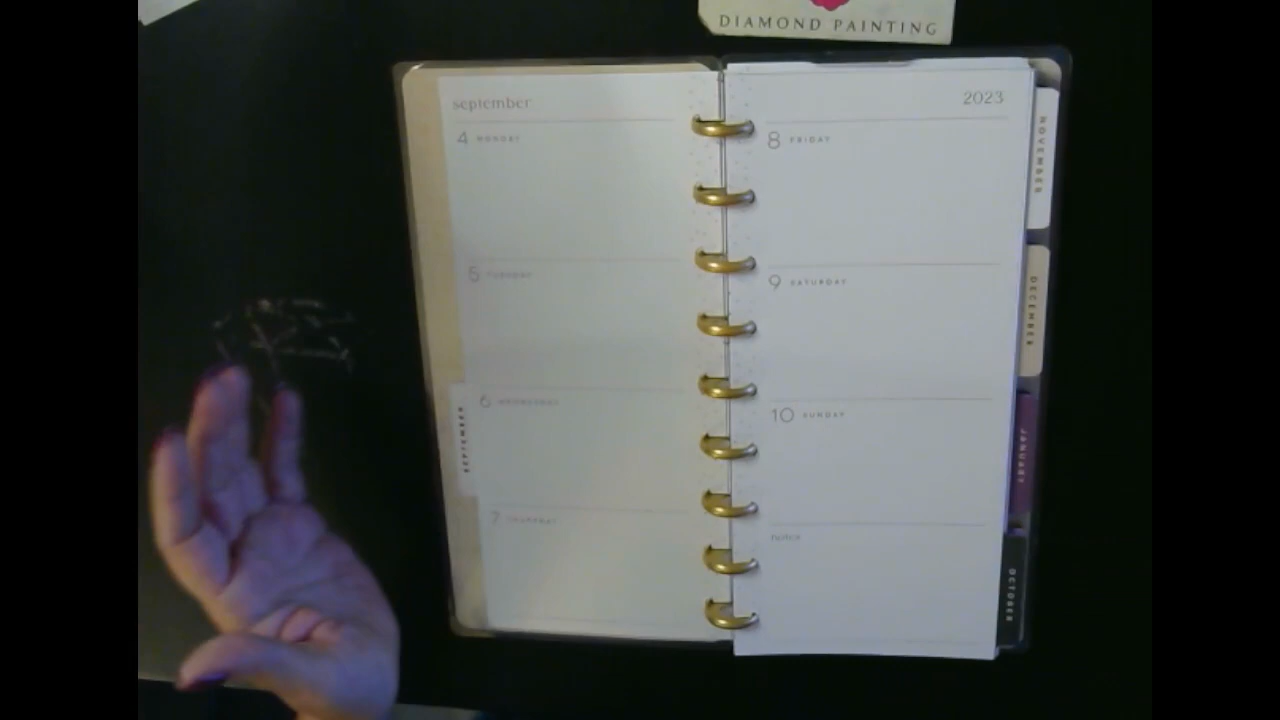 DIAMOND PAINTING
september
4 MONDAY
5 TUESDAY
6 WEDNESDAY
7 THURSDAY
SEPTEMBER
2023
8 FRIDAY
9 SATURDAY
10 SUNDAY
notes
NOVEMBER
DECEMBER
JANUARY
OCTOBER